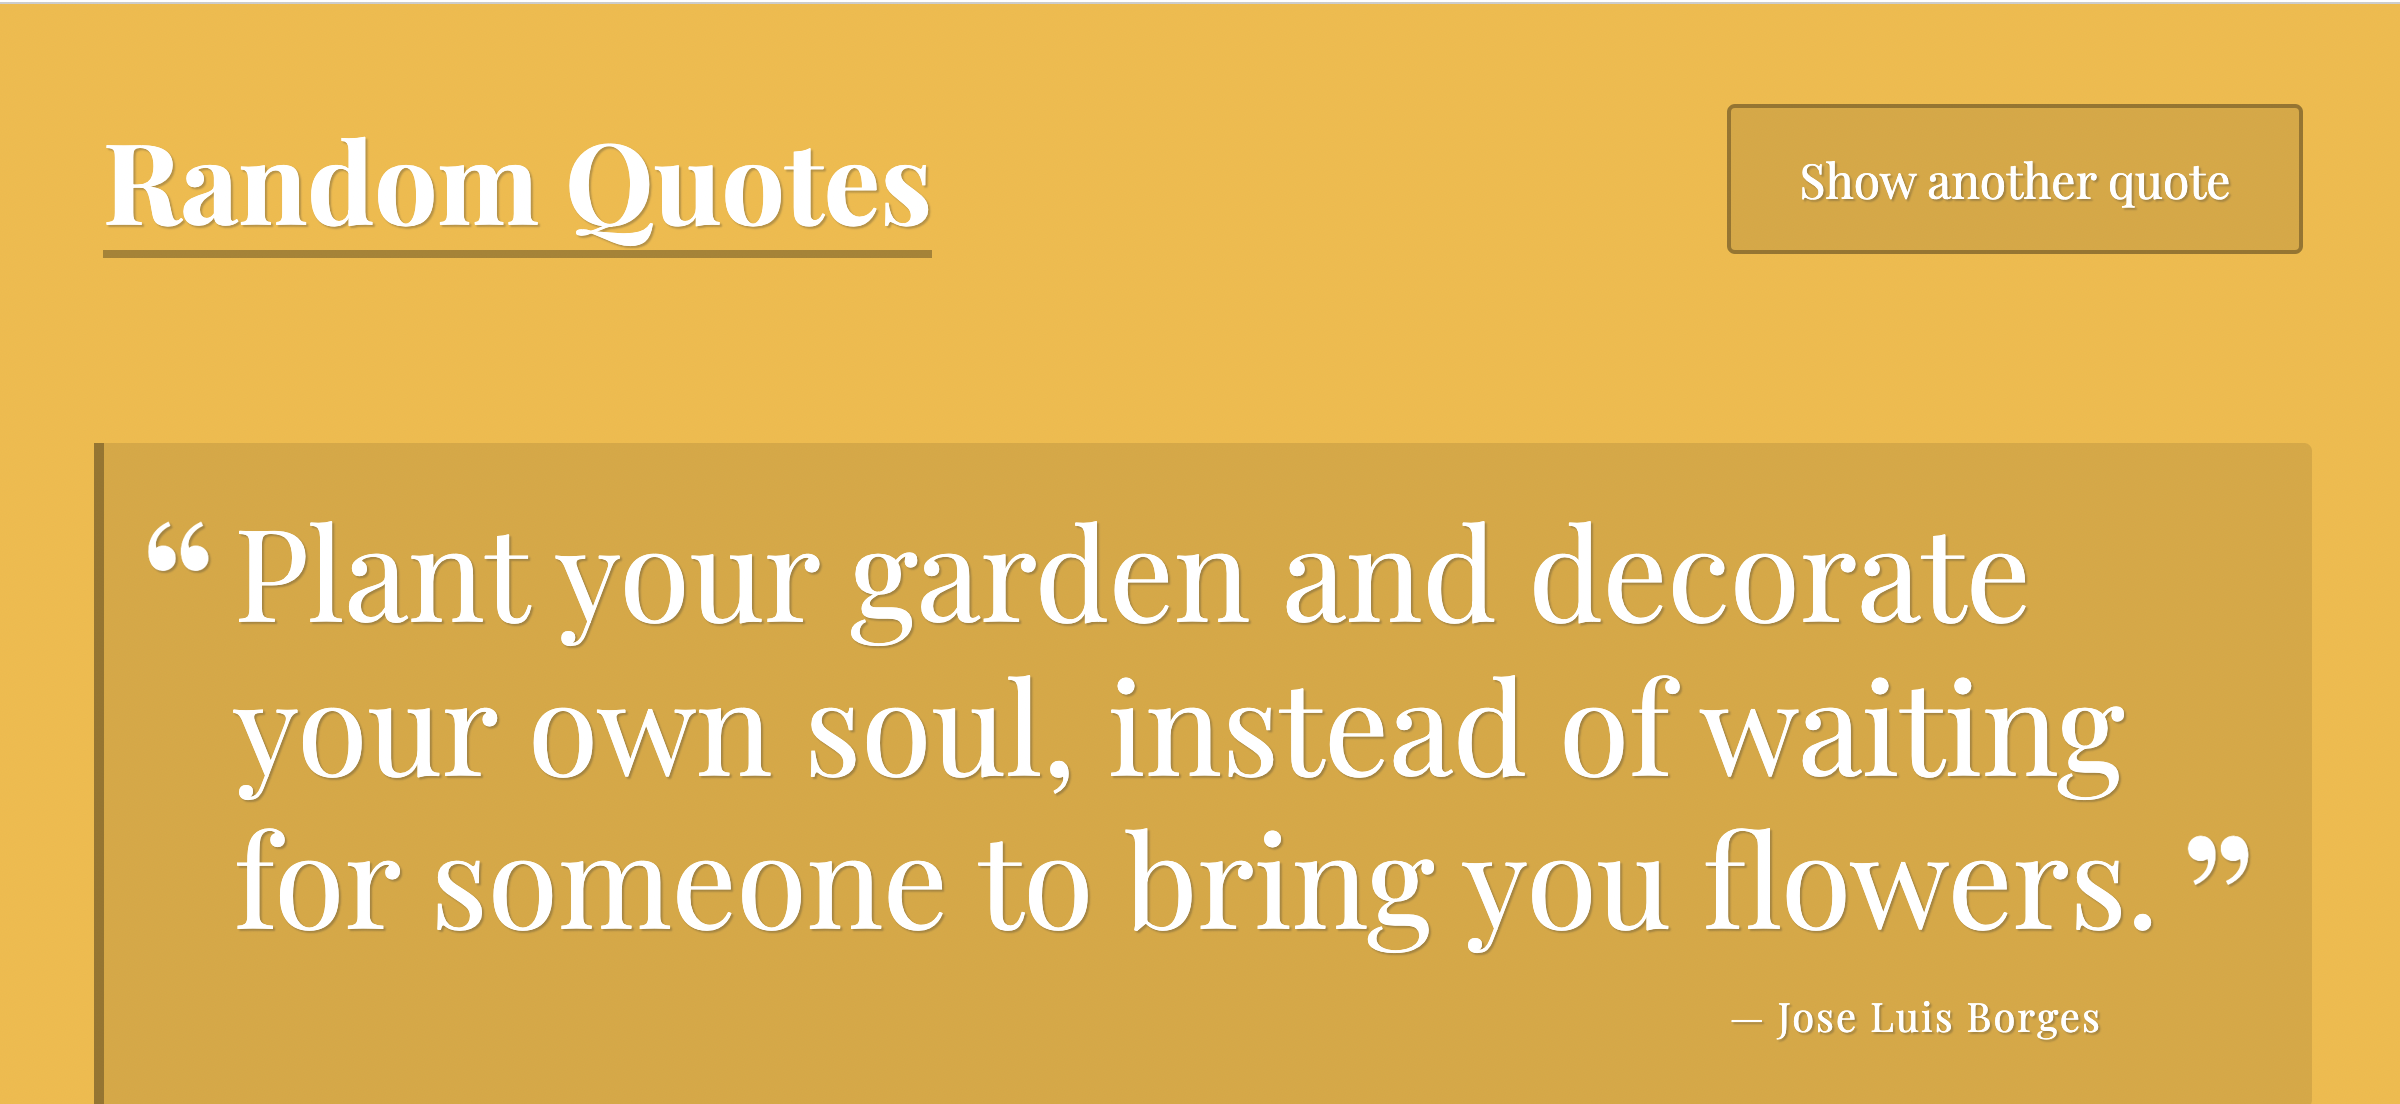 Random Quotes
Show another quote
“ Plant your garden and decorate
your own soul, instead of waiting
for someone to bring you flowers. ”
— Jose Luis Borges